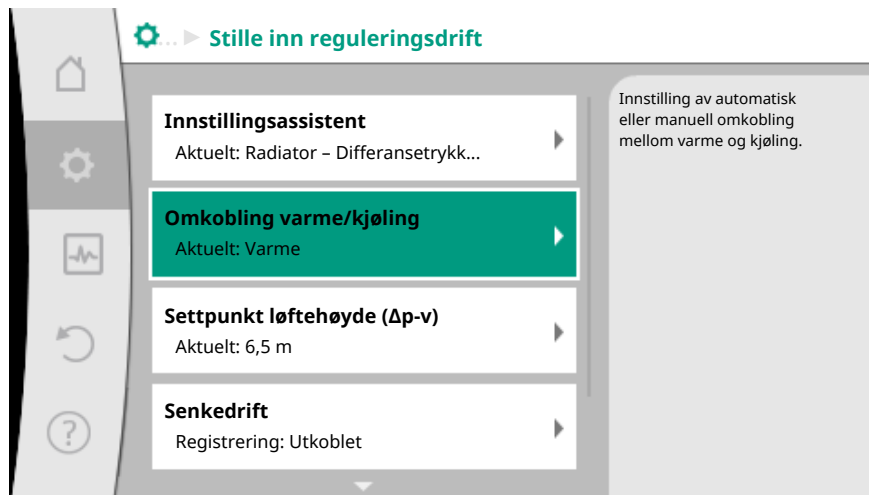 ... Stille inn reguleringsdrift
Innstillingsassistent
Aktuelt: Radiator – Differansetrykk...
Omkobling varme/kjøling
Aktuelt: Varme
Settpunkt løftehøyde (Δp-v)
Aktuelt: 6,5 m
Senkedrift
Registrering: Utkoblet
Innstilling av automatisk
eller manuell omkobling
mellom varme og kjøling.
?